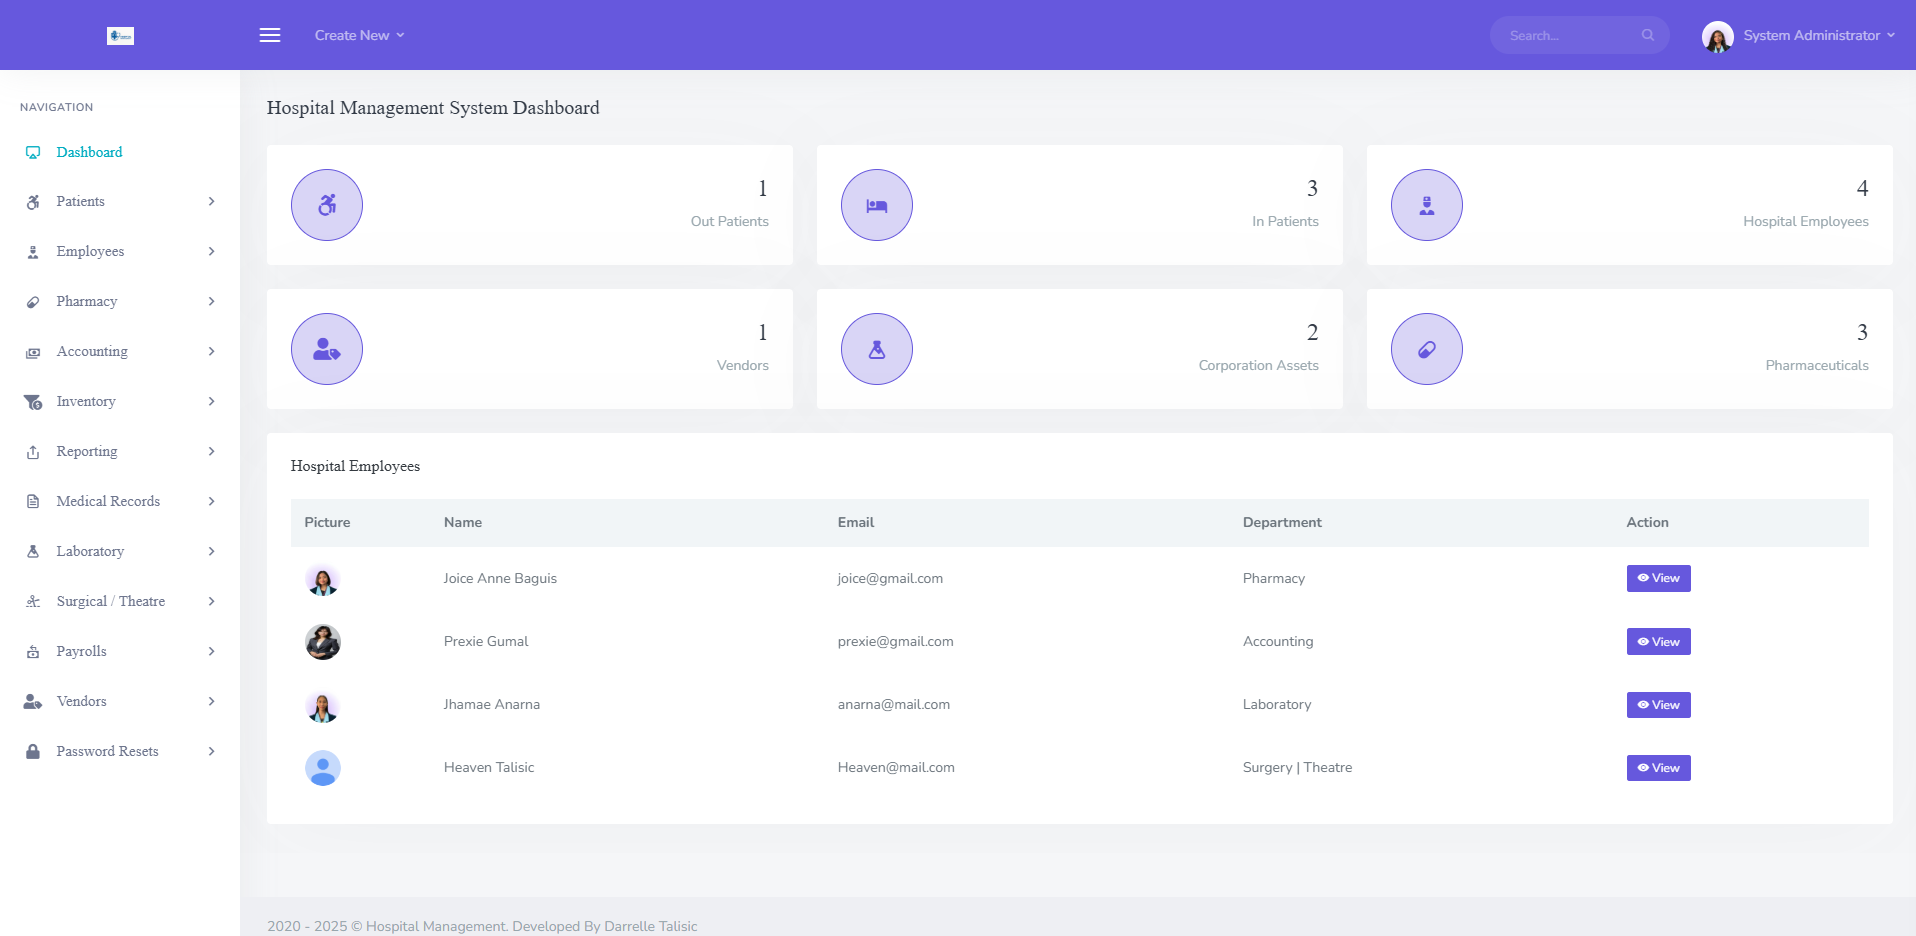 Create New
Search...
System Administrator
NAVIGATION
Dashboard
Patients
Employees
Pharmacy
Accounting
Inventory
Reporting
Medical Records
Laboratory
Surgical / Theatre
Payrolls
Vendors
Password Resets
Hospital Management System Dashboard
1
Out Patients
3
In Patients
4
Hospital Employees
1
Vendors
2
Corporation Assets
3
Pharmaceuticals
Hospital Employees
Picture Name Email Department Action
Joice Anne Baguis joice@gmail.com Pharmacy View
Prexie Gumal prexie@gmail.com Accounting View
Jhamae Anarna anarna@mail.com Laboratory View
Heaven Talisic Heaven@mail.com Surgery | Theatre View
2020 - 2025 © Hospital Management. Developed By Darrelle Talisic